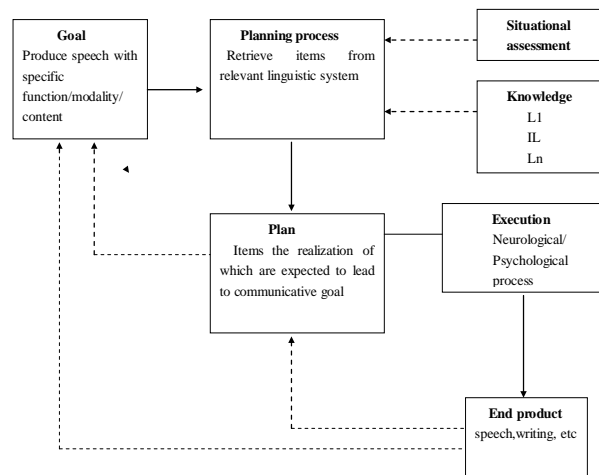 Goal
Produce speech with
specific
function/modality/
content
Planning process
Retrieve items from
relevant linguistic system
Situational
assessment
Knowledge
L1
IL
Ln
Plan
Items the realization of
which are expected to lead
to communicative goal
Execution
Neurological/
Psychological
process
End product
speech,writing, etc